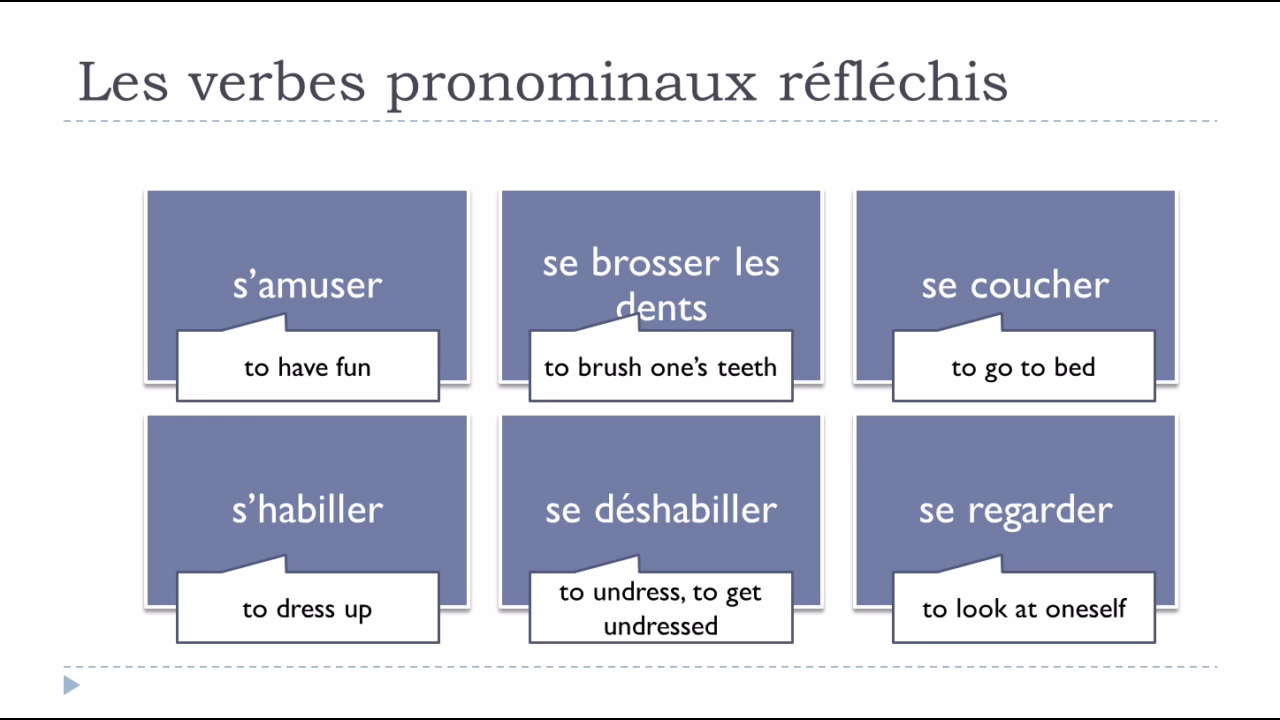 Les verbes pronominaux réfléchis
s’amuser
to have fun
se brosser les
dents
to brush one’s teeth
se coucher
to go to bed
s’habiller
to dress up
se déshabiller
to undress, to get
undressed
se regarder
to look at oneself